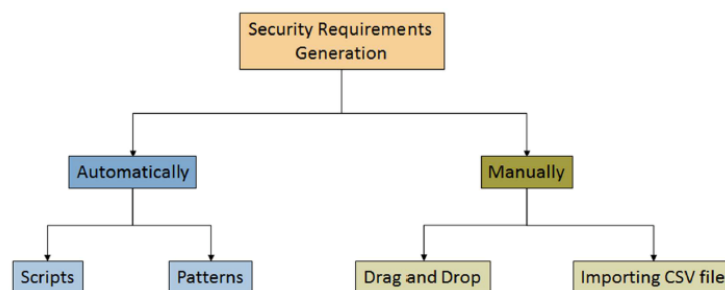 Security Requirements
Generation
Automatically
Manually
Scripts
Patterns
Drag and Drop
Importing CSV file